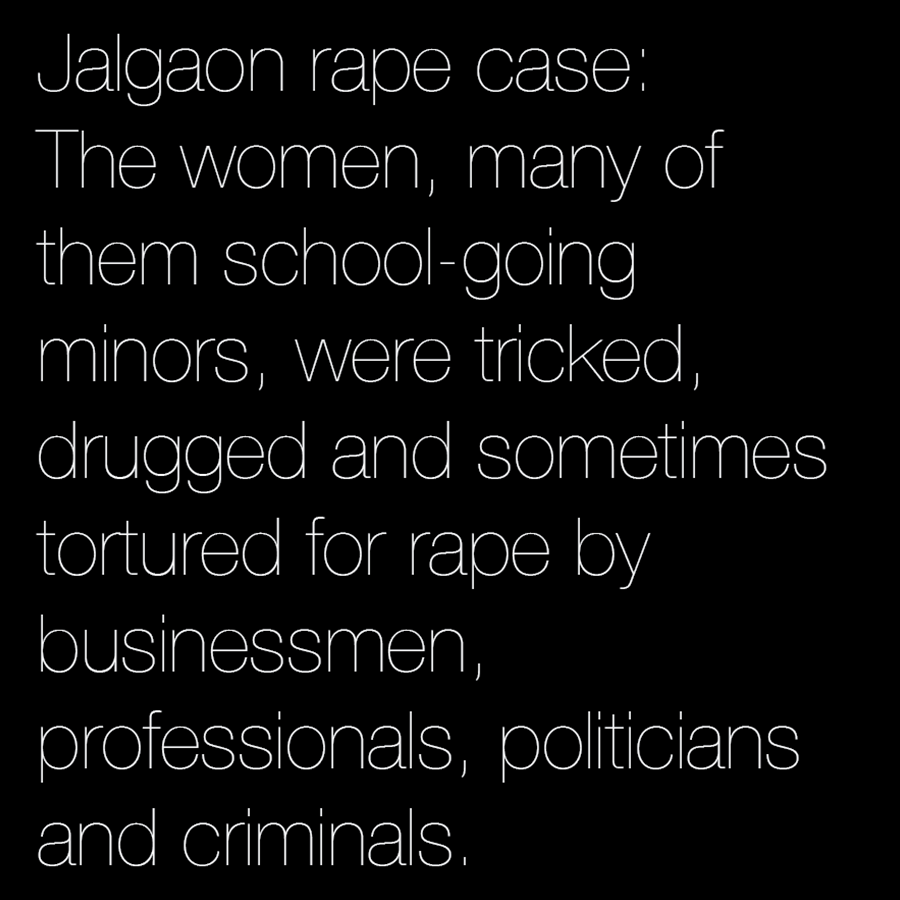 Jalgaon rape case:
The women, many of
them school-going
minors, were tricked,
drugged and sometimes
tortured for rape by
businessmen,
professionals, politicians
and criminals.